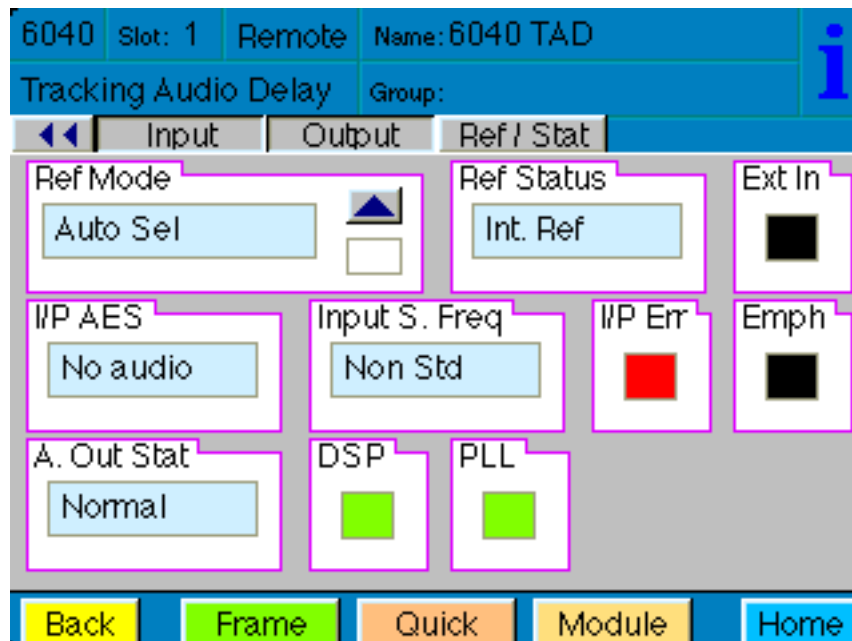 6040 Slot: 1 Remote Name: 6040 TAD
Tracking Audio Delay Group:
i
Input Output Ref / Stat
Ref Mode Ref Status Ext In
Auto Sel Int. Ref
I/P AES Input S. Freq I/P Err Emph
No audio Non Std
A. Out Stat DSP PLL
Normal
Back Frame Quick Module Home